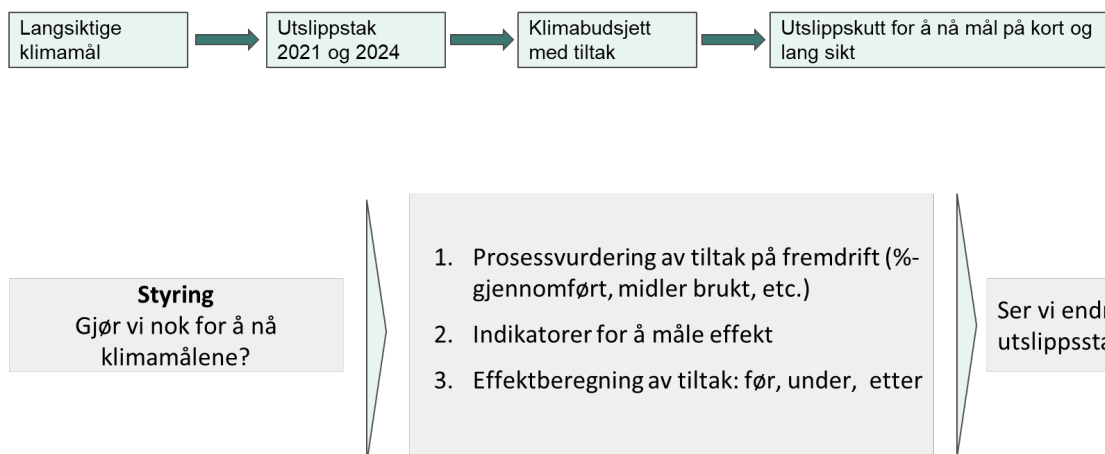 Langsiktige
klimamål
Utslippstak
2021 og 2024
Klimabudsjett
med tiltak
Utslippskutt for å nå mål på kort og
lang sikt
Styring
Gjør vi nok for å nå
klimamålene?
1. Prosessvurdering av tiltak på fremdrift (%-
gjennomført, midler brukt, etc.)
2. Indikatorer for å måle effekt
3. Effektberegning av tiltak: før, under, etter
Ser vi